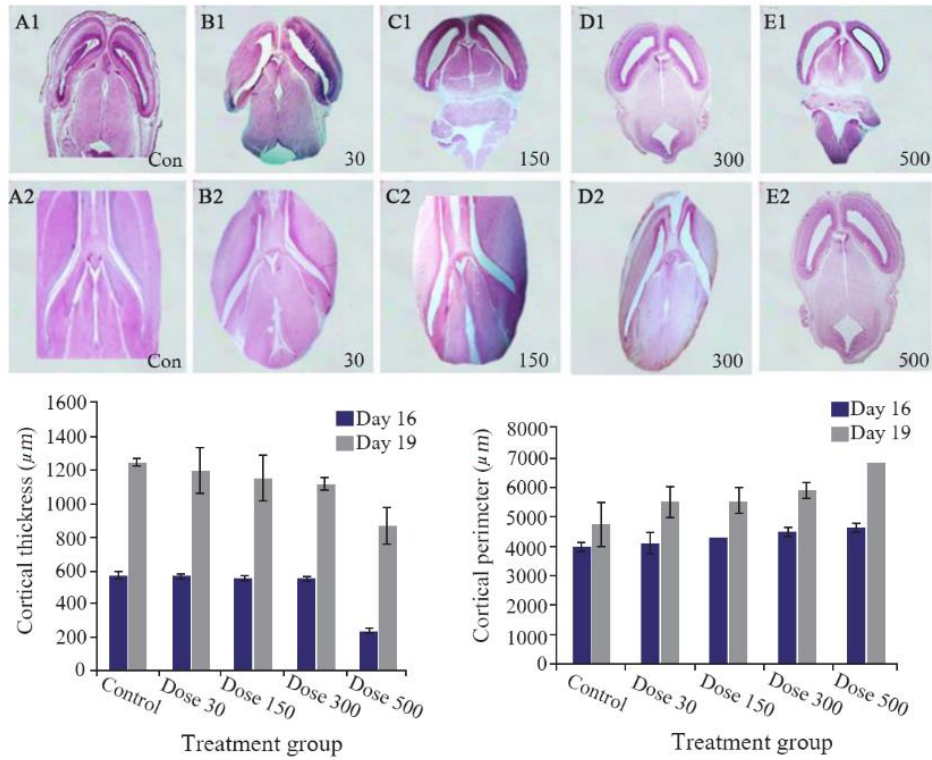 A1
B1
C1
D1
E1
Con
30
150
300
500
A2
B2
C2
D2
E2
Con
30
150
300
500
1600
1400
1200
1000
800
600
400
200
0
Cortical thickress (µm)
Day 16
Day 19
Control
Dose 30
Dose 150
Dose 300
Dose 500
Treatment group
8000
7000
6000
5000
4000
3000
2000
1000
0
Cortical perimeter (µm)
Day 16
Day 19
Control
Dose 30
Dose 150
Dose 300
Dose 500
Treatment group